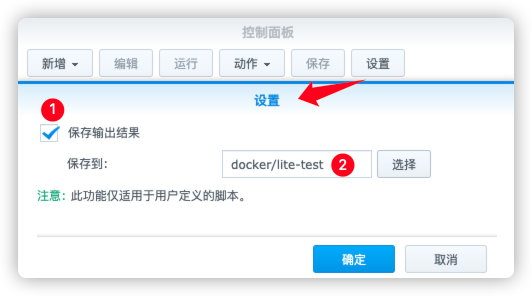 控制面板
新增 编辑 运行 动作 保存 设置
设置
1
保存输出结果
保存到: docker/lite-test 2 选择
注意: 此功能仅适用于用户定义的脚本。
确定 取消